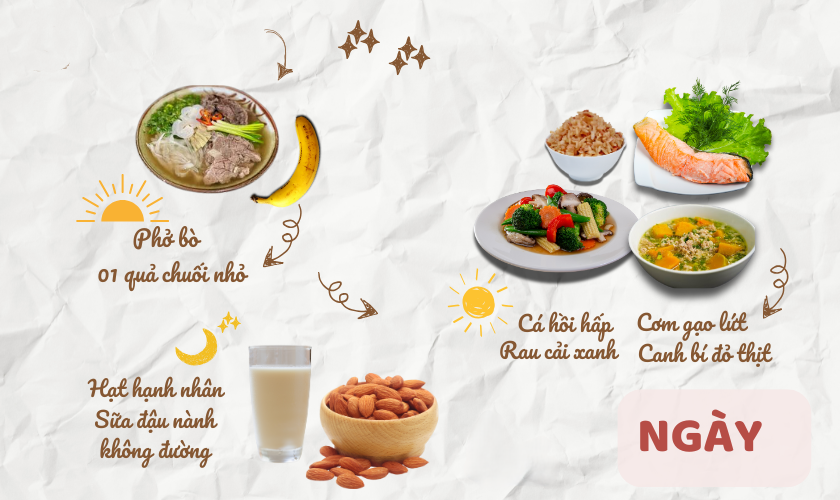 Phở bò
01 quả chuối nhỏ
Cá hồi hấp
Rau cải xanh
Cơm gạo lứt
Canh bí đỏ thịt
Hạt hạnh nhân
Sữa đậu nành
không đường
NGÀY